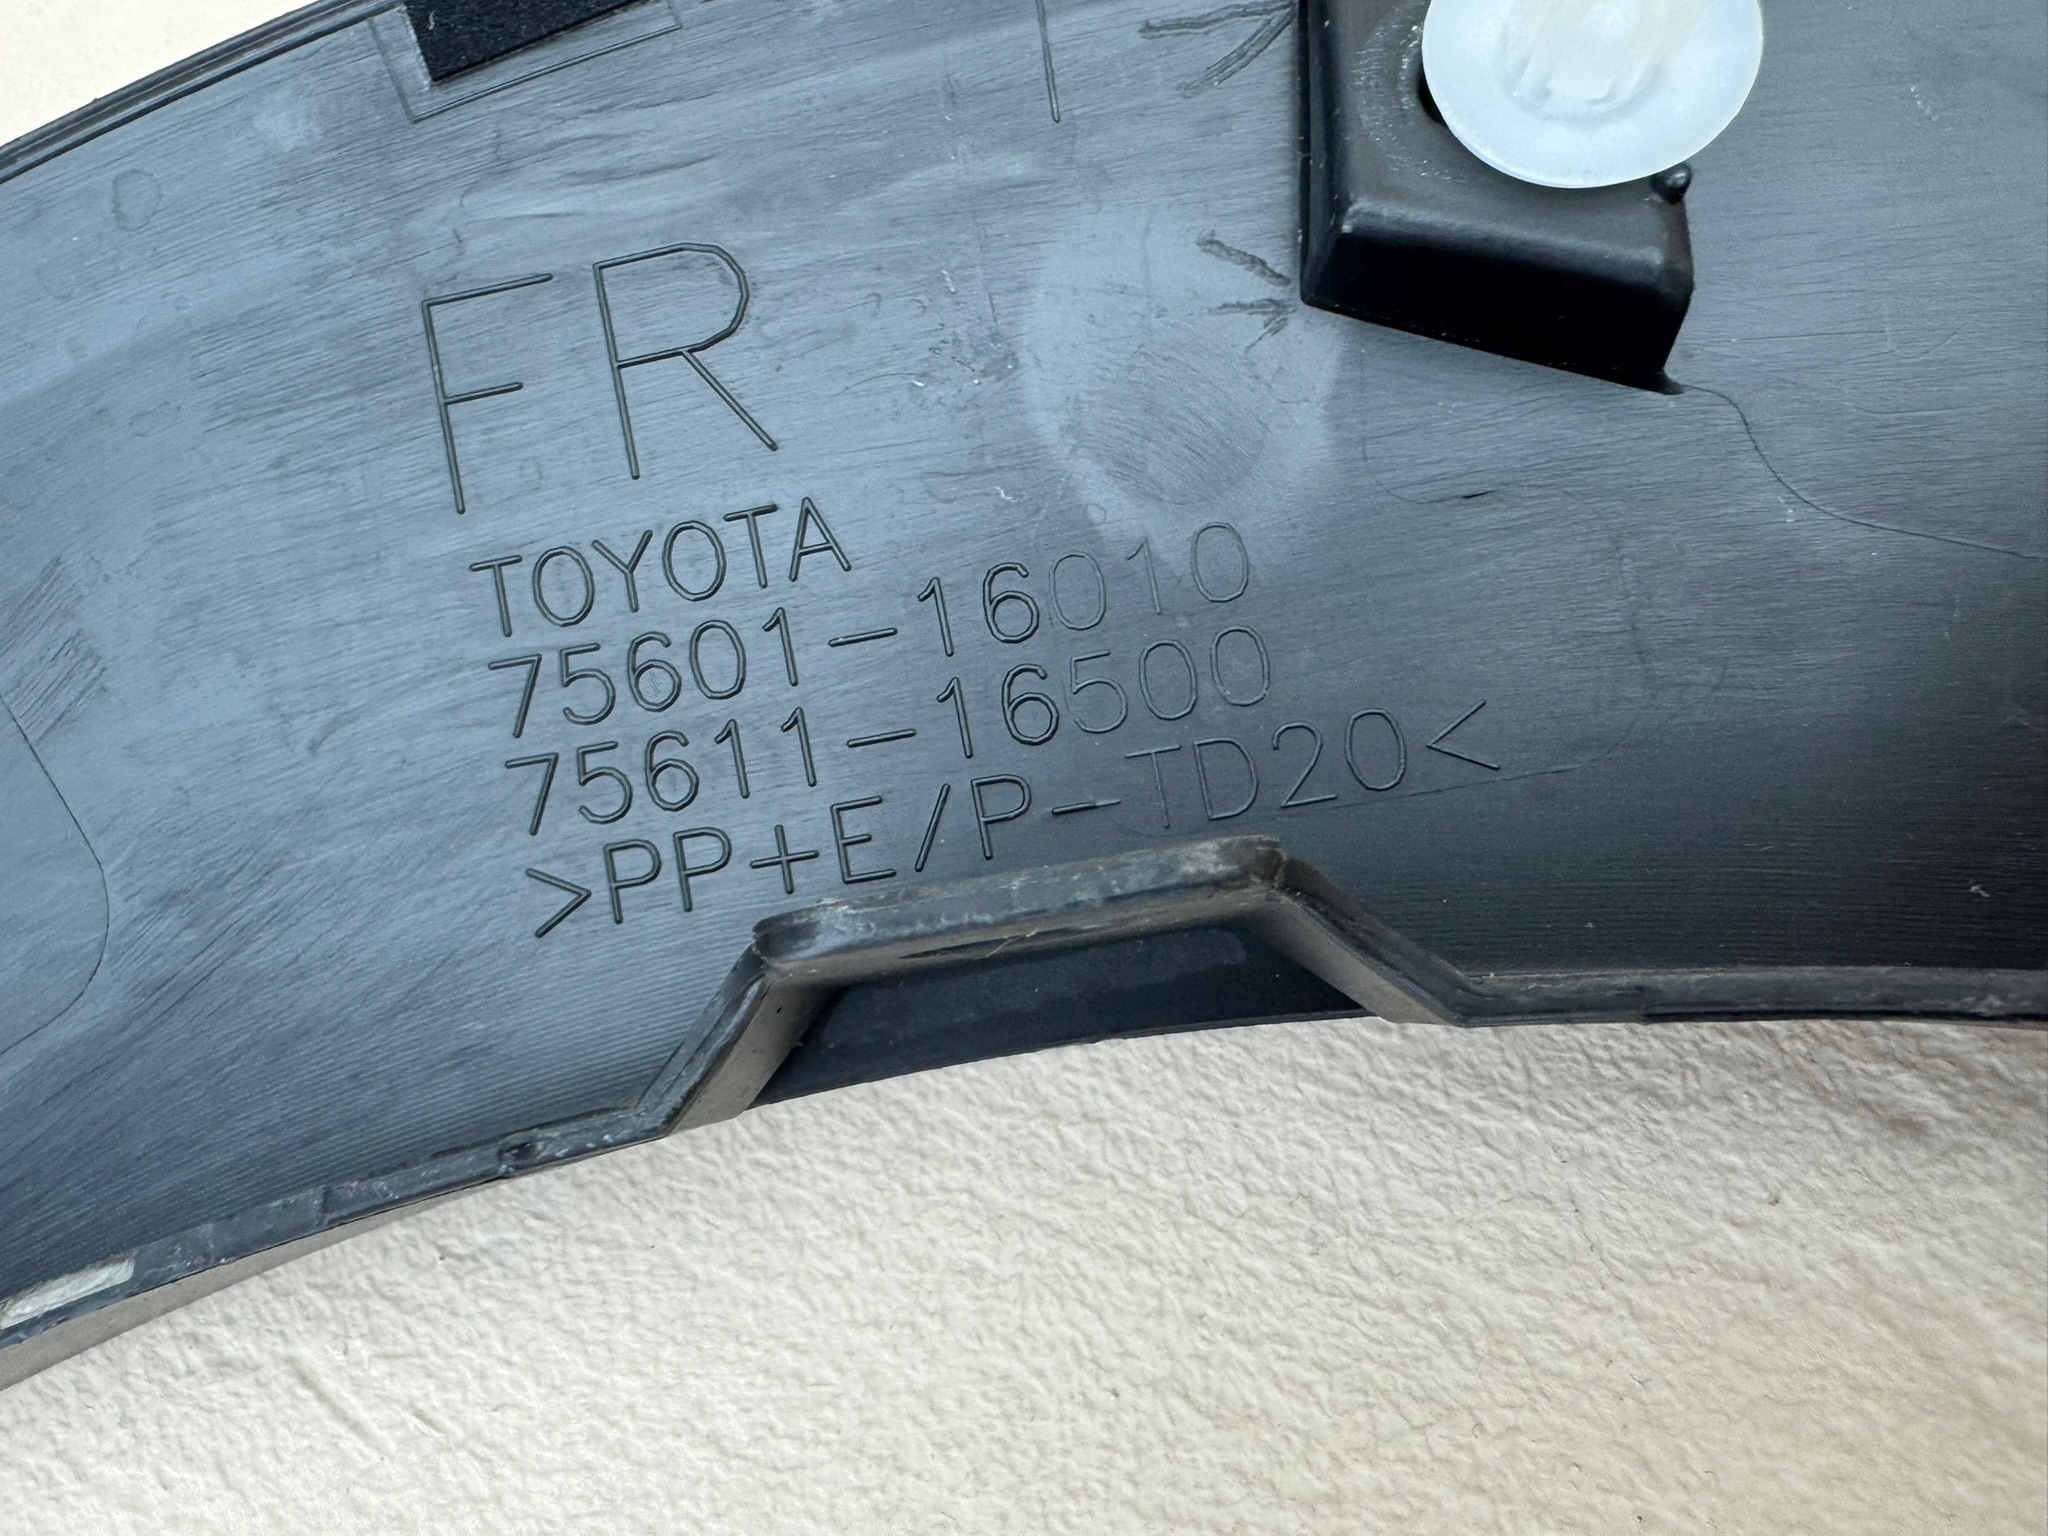 FR
TOYOTA
75601-16010
75611-16500
>PP+E/P-TD20<